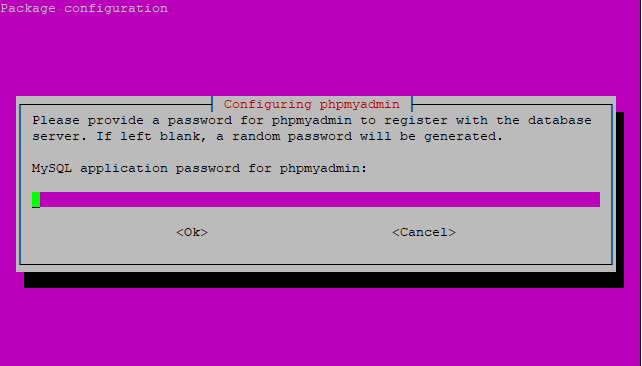 Package configuration
Configuring phpmyadmin
Please provide a password for phpmyadmin to register with the database
server. If left blank, a random password will be generated.
MySQL application password for phpmyadmin:
<Ok> <Cancel>